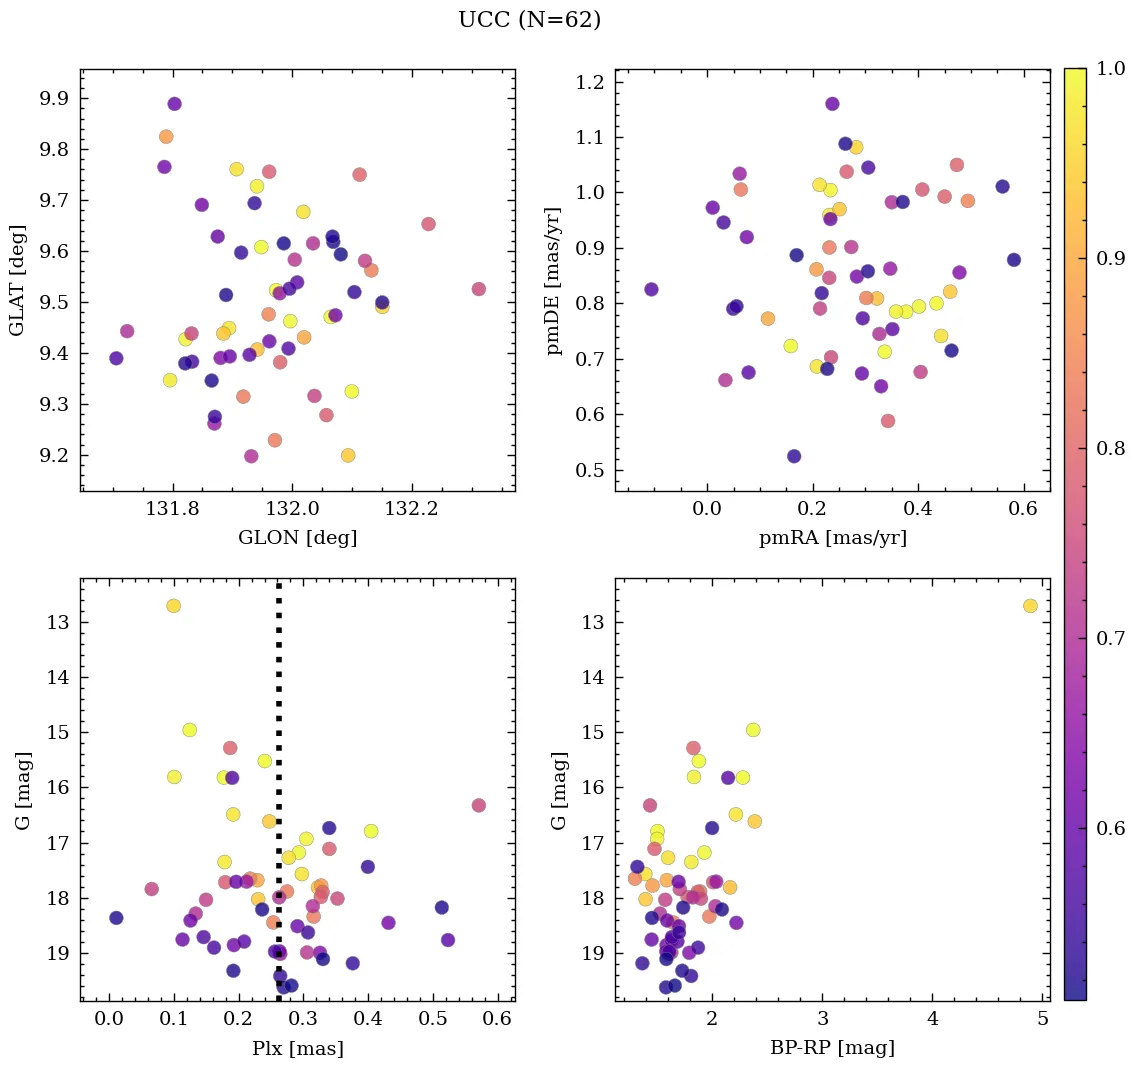 UCC (N=62)
9.9
9.8
9.7
9.6
9.5
9.4
9.3
9.2
GLAT [deg]
131.8 132.0 132.2
GLON [deg]
1.2
1.1
1.0
0.9
0.8
0.7
0.6
0.5
pmDE [mas/yr]
0.0 0.2 0.4 0.6
pmRA [mas/yr]
1.0
0.9
0.8
0.7
0.6
13
14
15
16
17
18
19
G [mag]
0.0 0.1 0.2 0.3 0.4 0.5 0.6
Plx [mas]
13
14
15
16
17
18
19
G [mag]
2 3 4 5
BP-RP [mag]